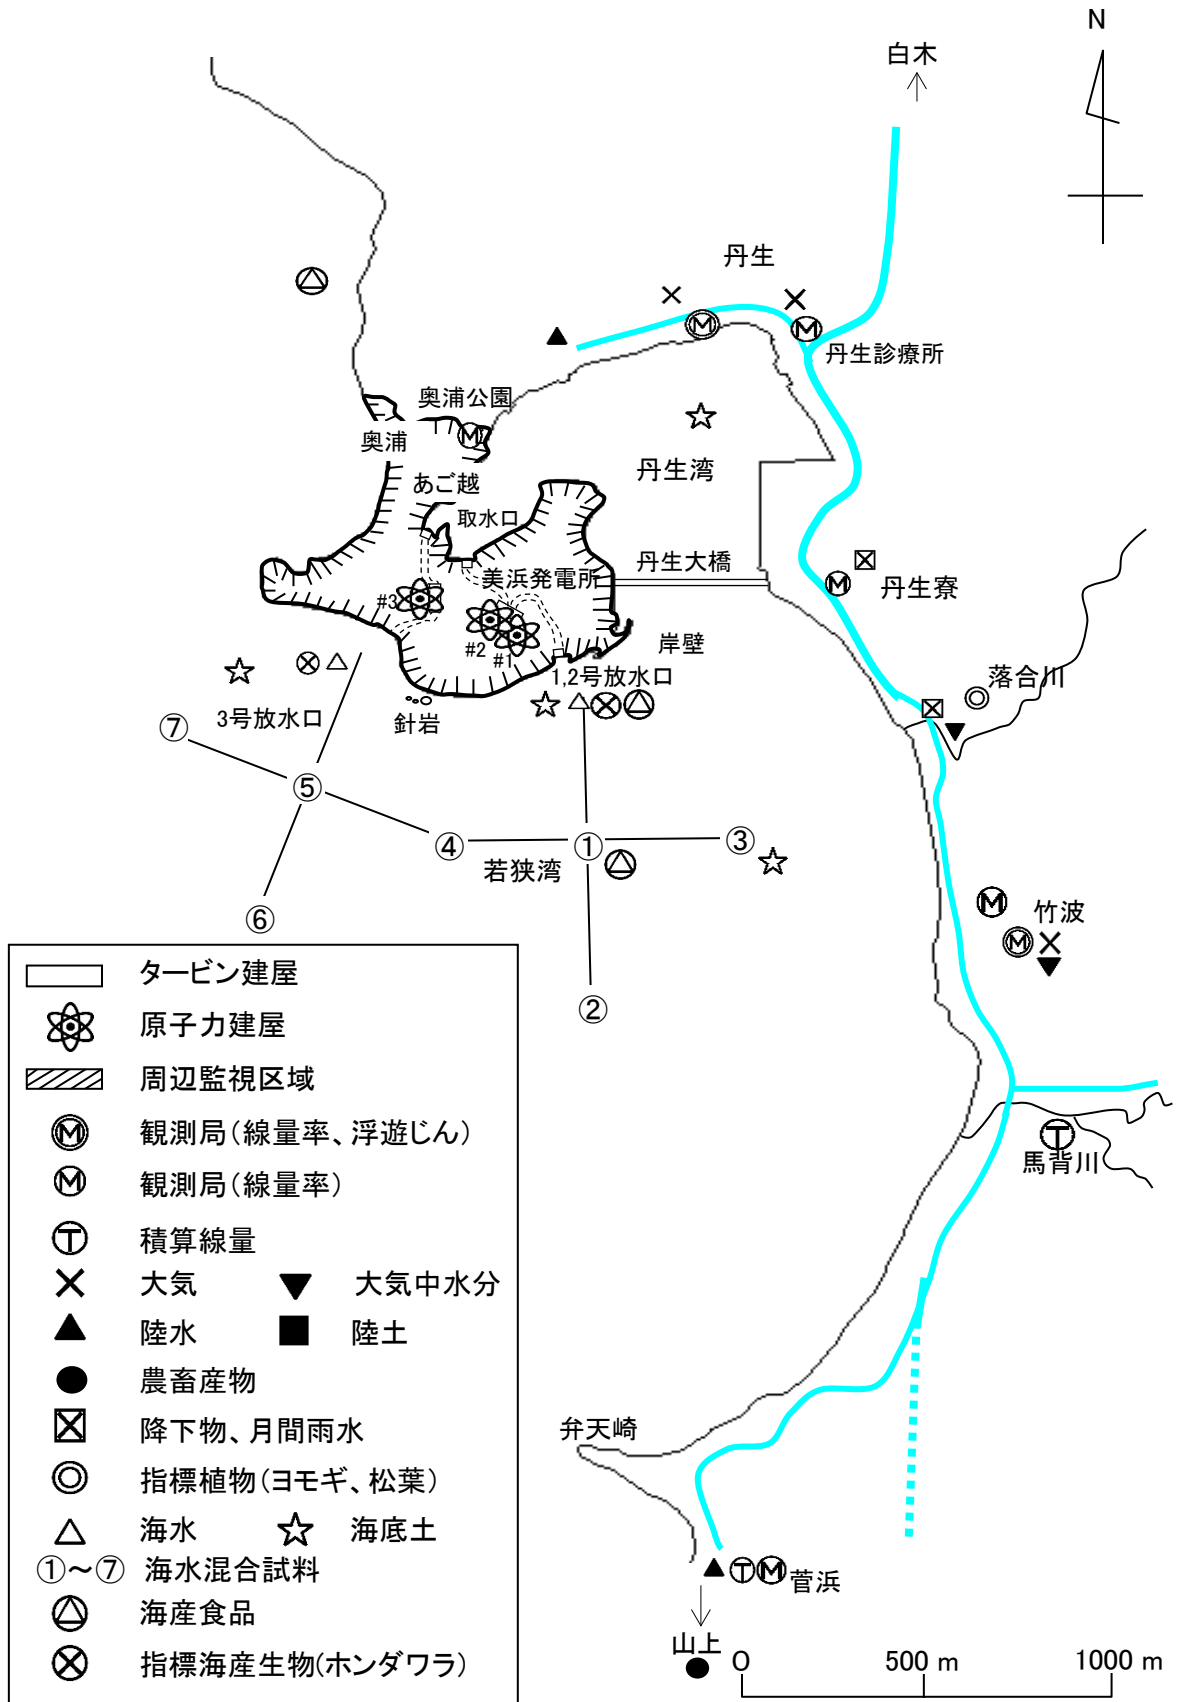 N
白木
丹生
丹生診療所
奥浦公園
奥浦
丹生湾
あご越
取水口
丹生大橋
美浜発電所
丹生寮
#3
#2
#1
岸壁
1,2号放水口
落合川
3号放水口
針岩
⑦
⑤
④
①
③
若狭湾
⑥
竹波
②
馬背川
弁天崎
菅浜
山上
0
500 m
1000 m
タービン建屋
原子力建屋
周辺監視区域
M 観測局(線量率、浮遊じん)
M 観測局(線量率)
T 積算線量
大気 大気中水分
陸水 陸土
農畜産物
降下物、月間雨水
指標植物(ヨモギ、松葉)
海水 海底土
①～⑦ 海水混合試料
海産食品
指標海産生物(ホンダワラ)